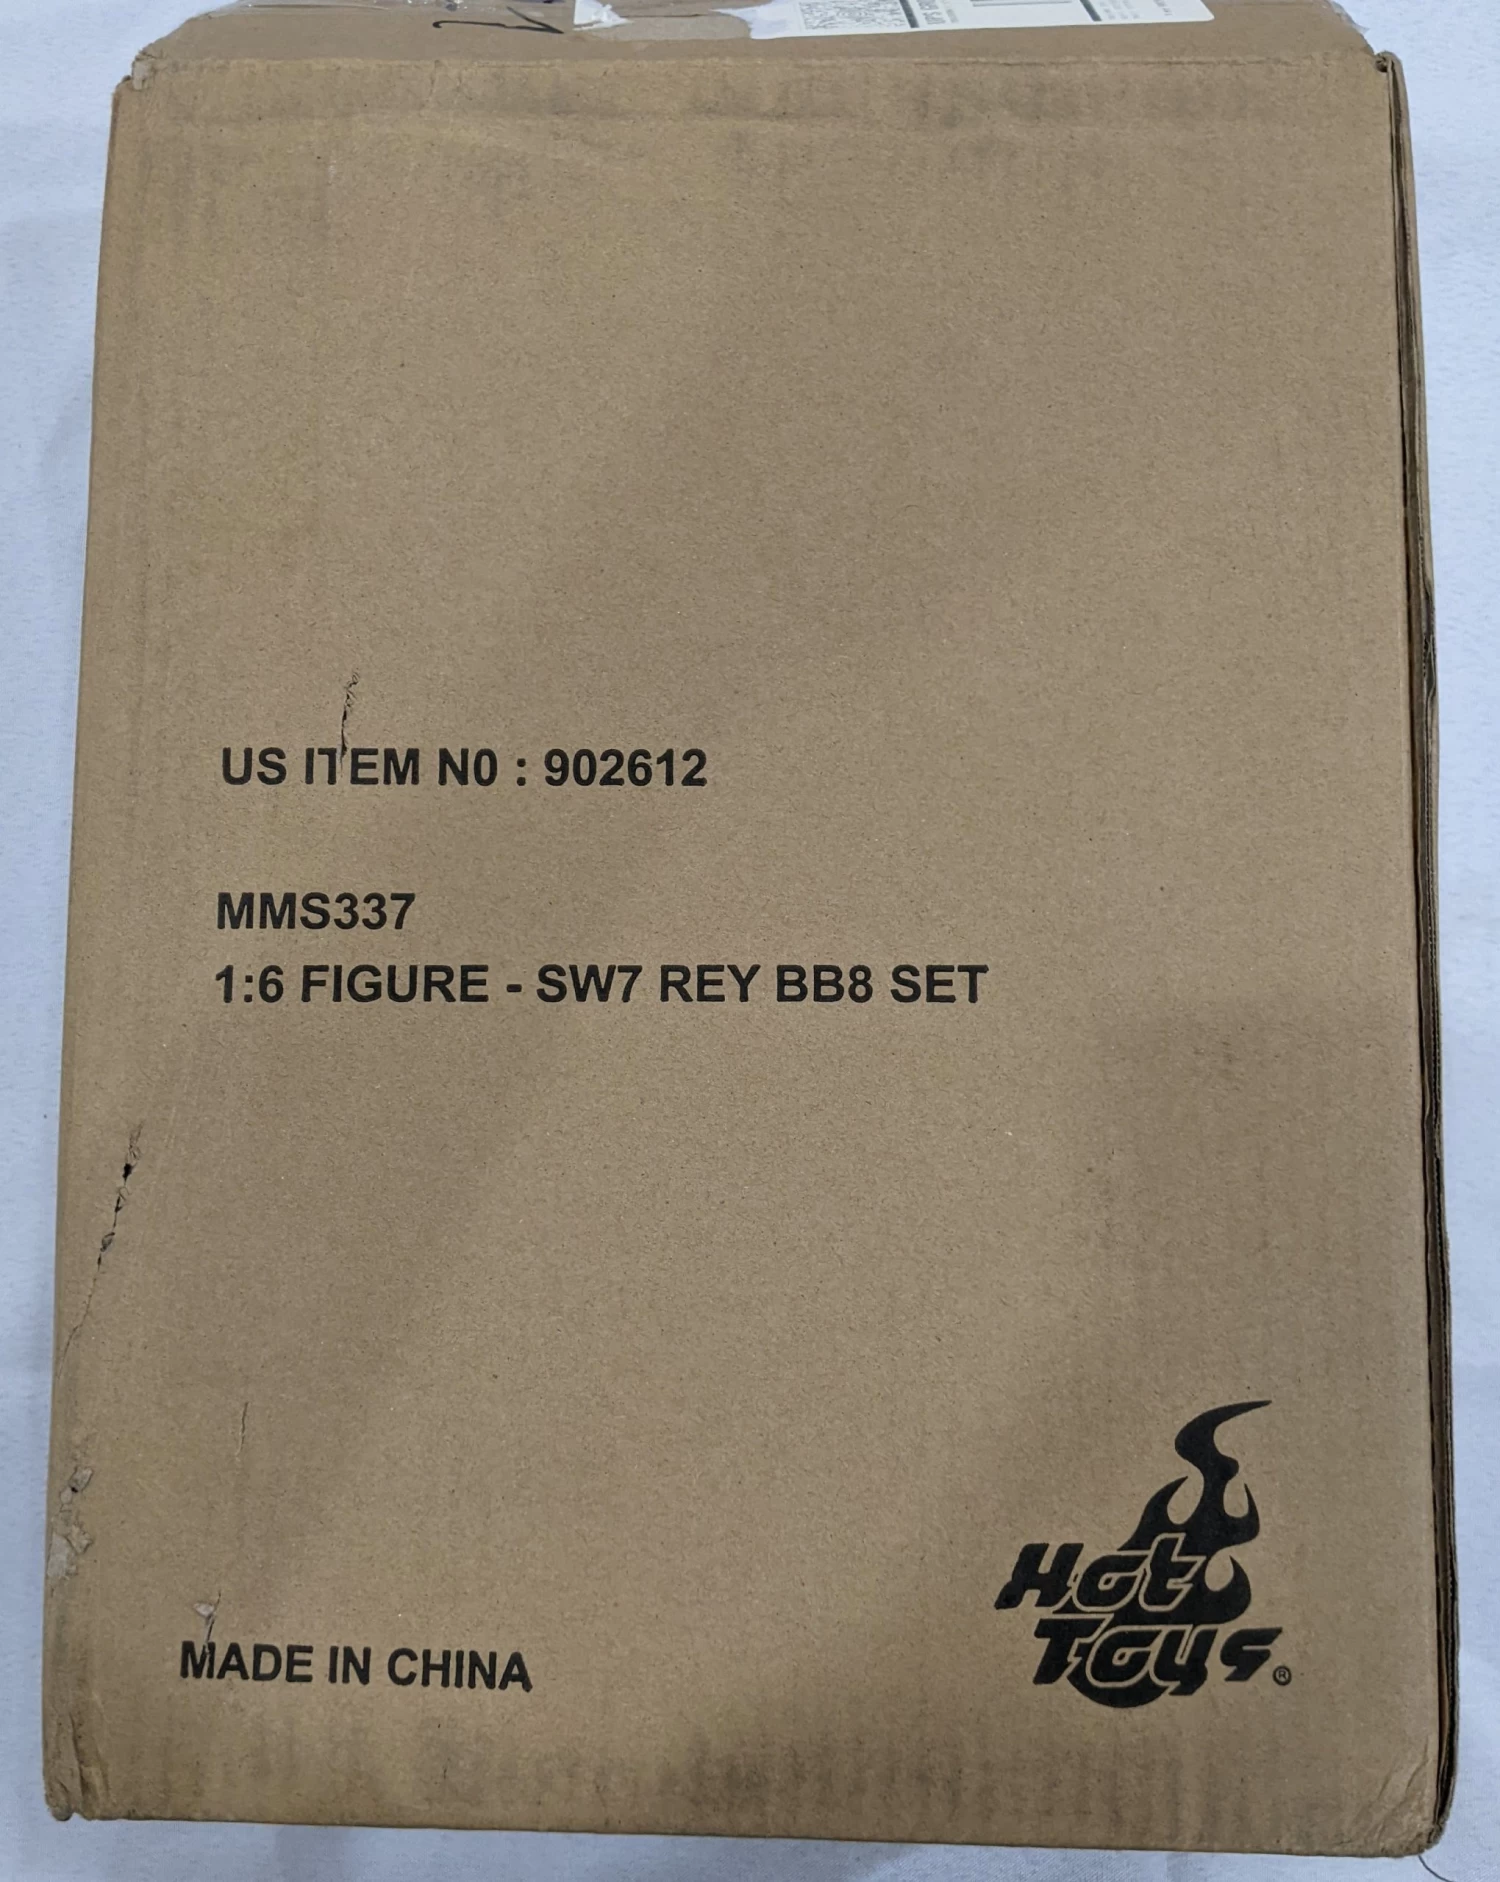 US ITEM N0 : 902612
MMS337
1:6 FIGURE - SW7 REY BB8 SET
Hot
Toys®
MADE IN CHINA